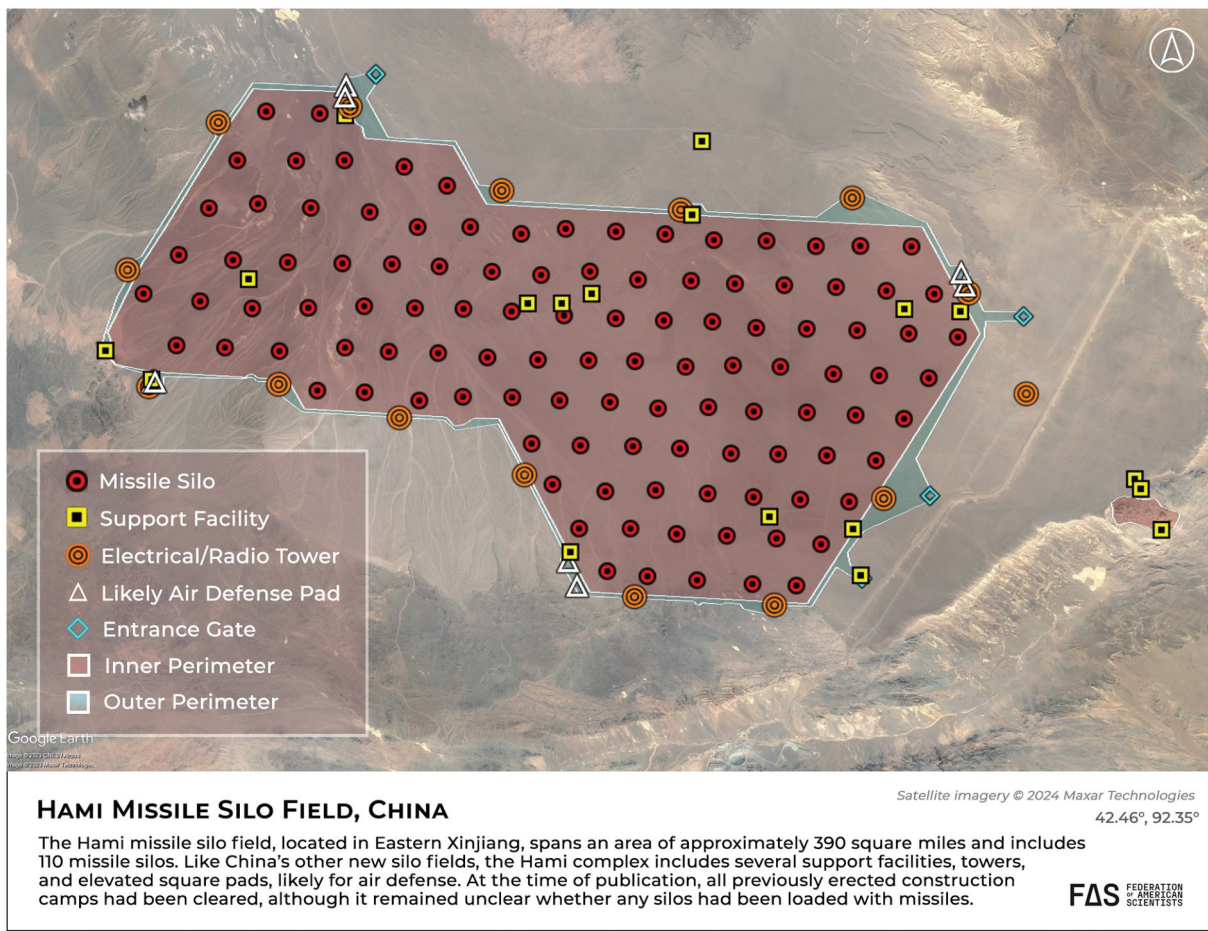 Missile Silo
Support Facility
Electrical/Radio Tower
Likely Air Defense Pad
Entrance Gate
Inner Perimeter
Outer Perimeter
Google Earth
Image © 2023 Maxar Technologies
HAMI MISSILE SILO FIELD, CHINA
Satellite imagery © 2024 Maxar Technologies
42.46°, 92.35°
The Hami missile silo field, located in Eastern Xinjiang, spans an area of approximately 390 square miles and includes
110 missile silos. Like China's other new silo fields, the Hami complex includes several support facilities, towers,
and elevated square pads, likely for air defense. At the time of publication, all previously erected construction
camps had been cleared, although it remained unclear whether any silos had been loaded with missiles.
FAS
FEDERATION
OF AMERICAN
SCIENTISTS